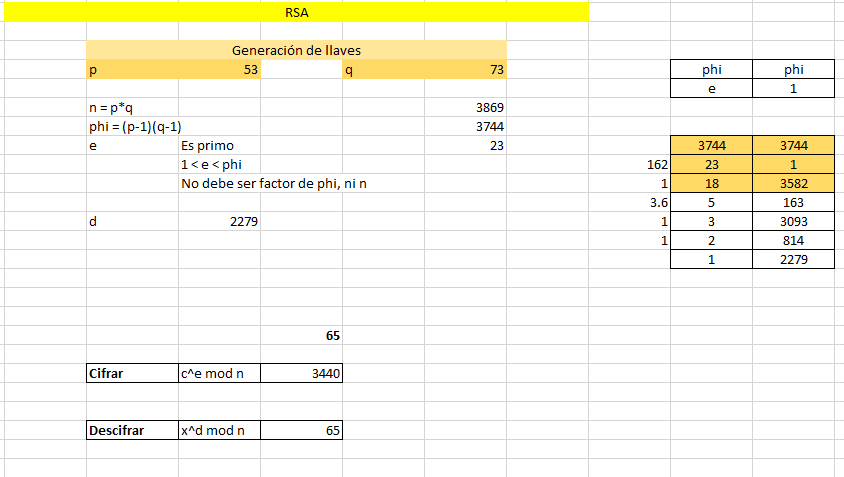 RSA
Generación de llaves
p 53 q 73
phi phi
e 1
n = p*q 3869
phi = (p-1)(q-1) 3744
e Es primo 23 3744 3744
1 < e < phi 162 23 1
No debe ser factor de phi, ni n 1 18 3582
3.6 5 163
d 2279 1 3 3093
1 2 814
1 2279
65
Cifrar c^e mod n 3440
Descifrar x^d mod n 65